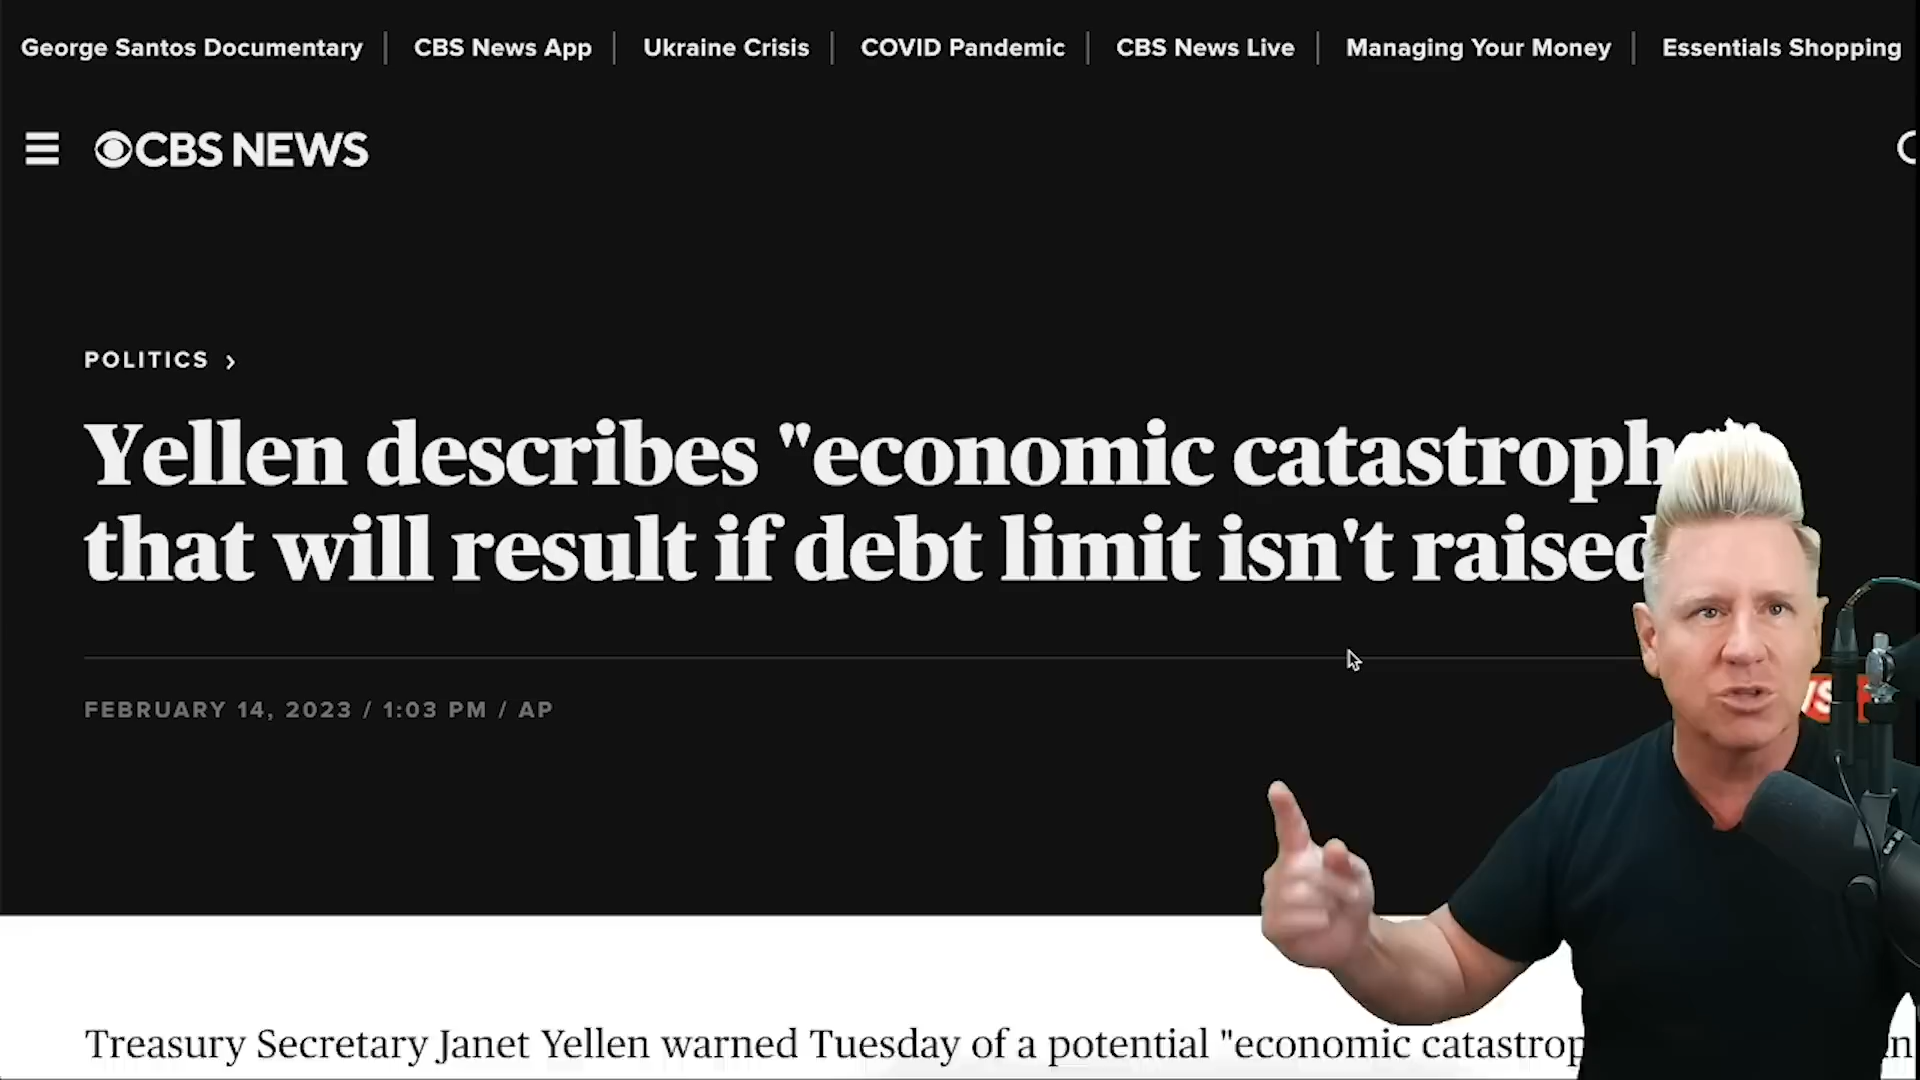 George Santos Documentary | CBS News App | Ukraine Crisis | COVID Pandemic | CBS News Live | Managing Your Money | Essentials Shopping
CBS NEWS
POLITICS >
Yellen describes "economic catastroph
that will result if debt limit isn't raised
FEBRUARY 14, 2023 / 1:03 PM / AP
Treasury Secretary Janet Yellen warned Tuesday of a potential "economic catastrop